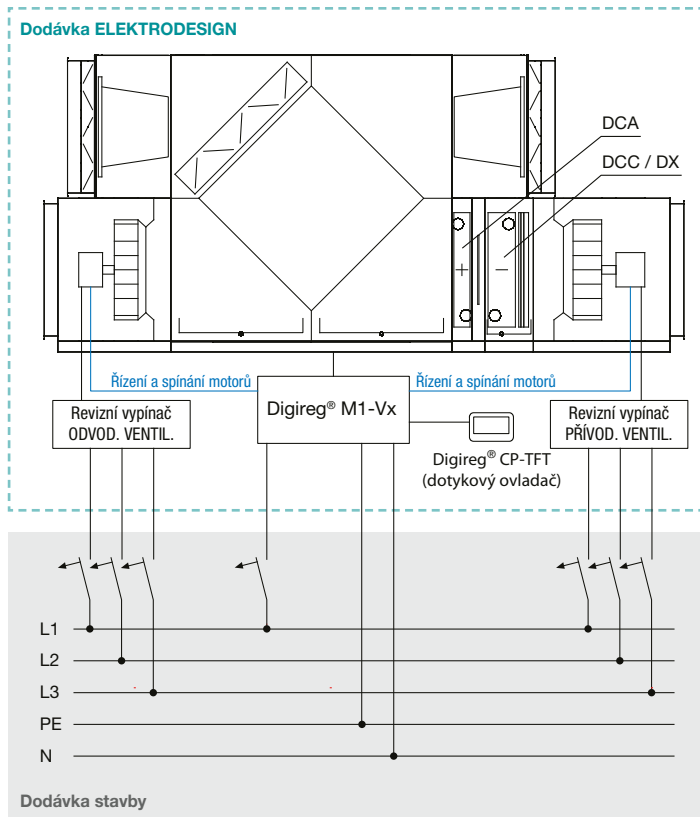 Dodávka ELEKTRODESIGN
DCA
DCC / DX
+
−
Řízení a spínání motorů
Řízení a spínání motorů
Revizní vypínač
ODVOD. VENTIL.
Digireg® M1-Vx
Revizní vypínač
PŘÍVOD. VENTIL.
Digireg® CP-TFT
(dotykový ovladač)
L1
L2
L3
PE
N
Dodávka stavby